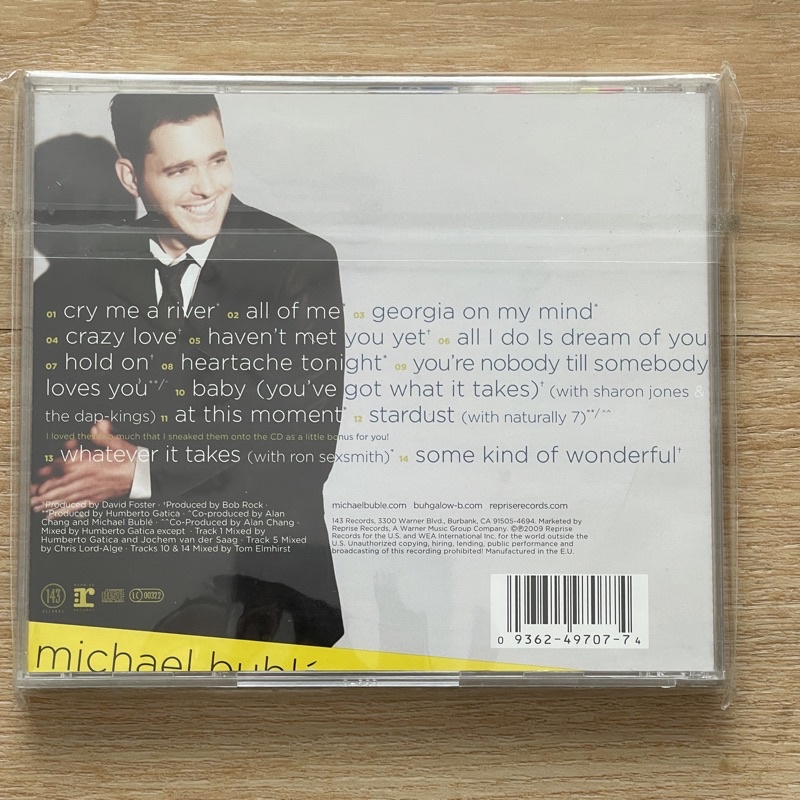 01 cry me a river* 02 all of me* 03 georgia on my mind*
04 crazy love† 05 haven't met you yet† 06 all I do Is dream of you
07 hold on† 08 heartache tonight* 09 you're nobody till somebody
loves you**/^ 10 baby (you've got what it takes)† (with sharon jones &
the dap-kings) 11 at this moment* 12 stardust (with naturally 7)**/^^
I loved these so much that I sneaked them onto the CD as a little bonus for you!
13 whatever it takes (with ron sexsmith)* 14 some kind of wonderful†
*Produced by David Foster · †Produced by Bob Rock ·
**Produced by Humberto Gatica · ^Co-produced by Alan
Chang and Michael Bublé · ^^Co-Produced by Alan Chang ·
Mixed by Humberto Gatica except · Track 1 Mixed by
Humberto Gatica and Jochem van der Saag · Track 5 Mixed
by Chris Lord-Alge · Tracks 10 & 14 Mixed by Tom Elmhirst
michaelbuble.com buhgalow-b.com repriserecords.com
143 Records, 3300 Warner Blvd., Burbank, CA 91505-4694. Marketed by
Reprise Records, A Warner Music Group Company. ©℗2009 Reprise
Records for the U.S. and WEA International Inc. for the world outside the
U.S. Unauthorized copying, hiring, lending, public performance and
broadcasting of this recording prohibited! Manufactured in the E.U.
143 r LC 00322
0 9362-49707-7 4
michael bublé